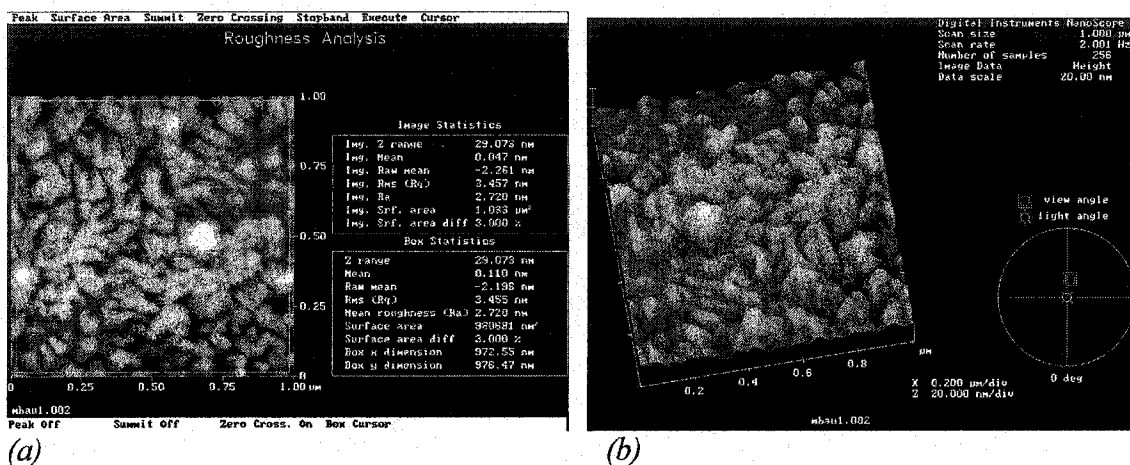 Peak Surface Area Summit Zero Crossing Stopband Execute Cursor
Roughness Analysis
1.00
0.75
0.50
0.25
0
0 0.25 0.50 0.75 1.00 µm
Image Statistics
Img. Z range 29.073 nm
Img. Mean 0.047 nm
Img. Raw mean -2.261 nm
Img. Rms (Rq) 3.457 nm
Img. Ra 2.720 nm
Img. Srf. area µm²
Img. Srf. area diff 3.000 %
Box Statistics
Z range 29.073 nm
Mean 0.110 nm
Raw mean -2.198 nm
Rms (Rq) 3.455 nm
Mean roughness (Ra) 2.720 nm
Surface area nm²
Surface area diff 3.000 %
Box x dimension 972.55 nm
Box y dimension 976.47 nm
mbau1.002
Peak Off Summit Off Zero Cross. On Box Cursor
(a)
Digital Instruments NanoScope
Scan size 1.000 µm
Scan rate 2.001 Hz
Number of samples 256
Image Data Height
Data scale 20.00 nm
view angle
light angle
0 deg
0.2 0.4 0.6 0.8 µm
X 0.200 µm/div
Z 20.000 nm/div
mbau1.002
(b)